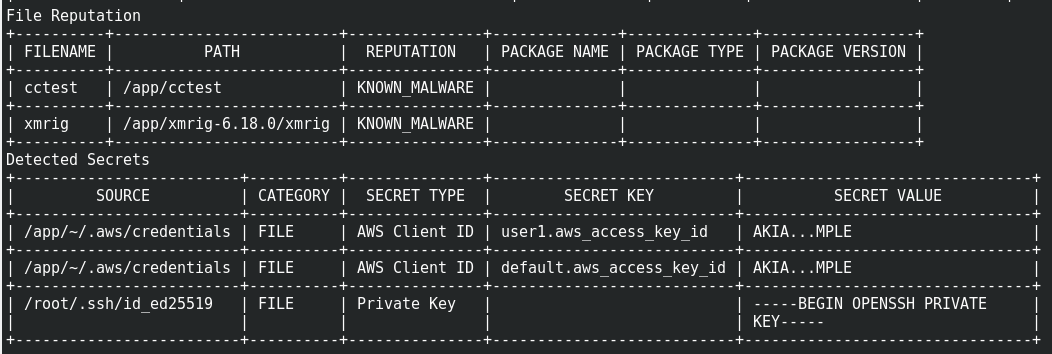 File Reputation
+----------+-------------------------+---------------+--------------+--------------+-----------------+
| FILENAME |          PATH           |  REPUTATION   | PACKAGE NAME | PACKAGE TYPE | PACKAGE VERSION |
+----------+-------------------------+---------------+--------------+--------------+-----------------+
| cctest   | /app/cctest             | KNOWN_MALWARE |              |              |                 |
+----------+-------------------------+---------------+--------------+--------------+-----------------+
| xmrig    | /app/xmrig-6.18.0/xmrig | KNOWN_MALWARE |              |              |                 |
+----------+-------------------------+---------------+--------------+--------------+-----------------+
Detected Secrets
+-------------------------+----------+---------------+---------------------------+--------------------------------+
|         SOURCE          | CATEGORY |  SECRET TYPE  |        SECRET KEY         |          SECRET VALUE          |
+-------------------------+----------+---------------+---------------------------+--------------------------------+
| /app/~/.aws/credentials | FILE     | AWS Client ID | user1.aws_access_key_id   | AKIA...MPLE                    |
+-------------------------+----------+---------------+---------------------------+--------------------------------+
| /app/~/.aws/credentials | FILE     | AWS Client ID | default.aws_access_key_id | AKIA...MPLE                    |
+-------------------------+----------+---------------+---------------------------+--------------------------------+
| /root/.ssh/id_ed25519   | FILE     | Private Key   |                           | -----BEGIN OPENSSH PRIVATE     |
|                         |          |               |                           | KEY-----                       |
+-------------------------+----------+---------------+---------------------------+--------------------------------+